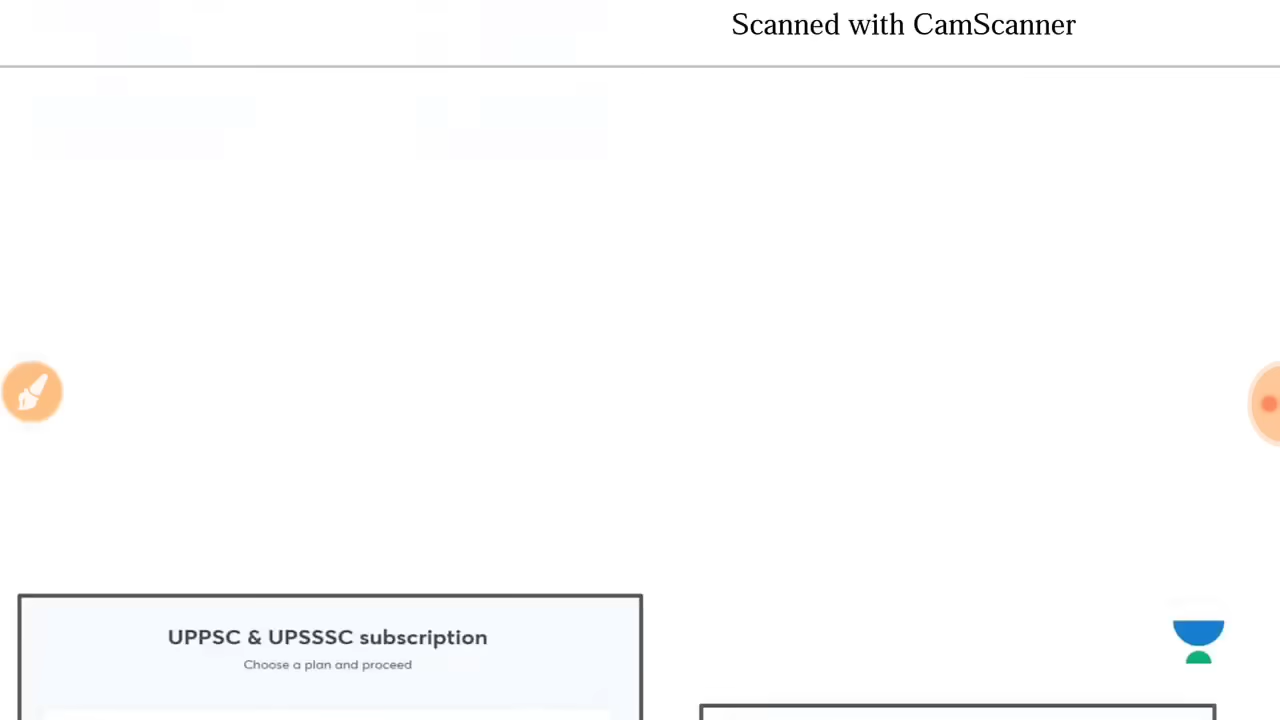 Scanned with CamScanner
UPPSC & UPSSSC subscription
Choose a plan and proceed